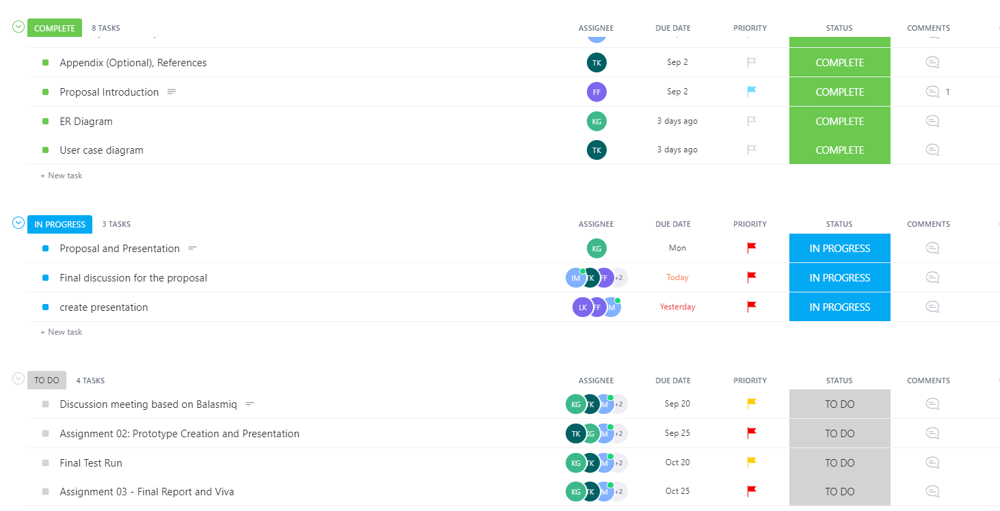 COMPLETE 8 TASKS ASSIGNEE DUE DATE PRIORITY STATUS COMMENTS
Appendix (Optional), References TK Sep 2 COMPLETE
Proposal Introduction FF Sep 2 COMPLETE 1
ER Diagram KG 3 days ago COMPLETE
User case diagram TK 3 days ago COMPLETE
+ New task
IN PROGRESS 3 TASKS ASSIGNEE DUE DATE PRIORITY STATUS COMMENTS
Proposal and Presentation KG Mon IN PROGRESS
Final discussion for the proposal IM TK FF +2 Today IN PROGRESS
create presentation LK FF M Yesterday IN PROGRESS
+ New task
TO DO 4 TASKS ASSIGNEE DUE DATE PRIORITY STATUS COMMENTS
Discussion meeting based on Balasmiq KG TK M +2 Sep 20 TO DO
Assignment 02: Prototype Creation and Presentation TK KG M +2 Sep 25 TO DO
Final Test Run KG TK M +2 Oct 20 TO DO
Assignment 03 - Final Report and Viva KG TK M +2 Oct 25 TO DO